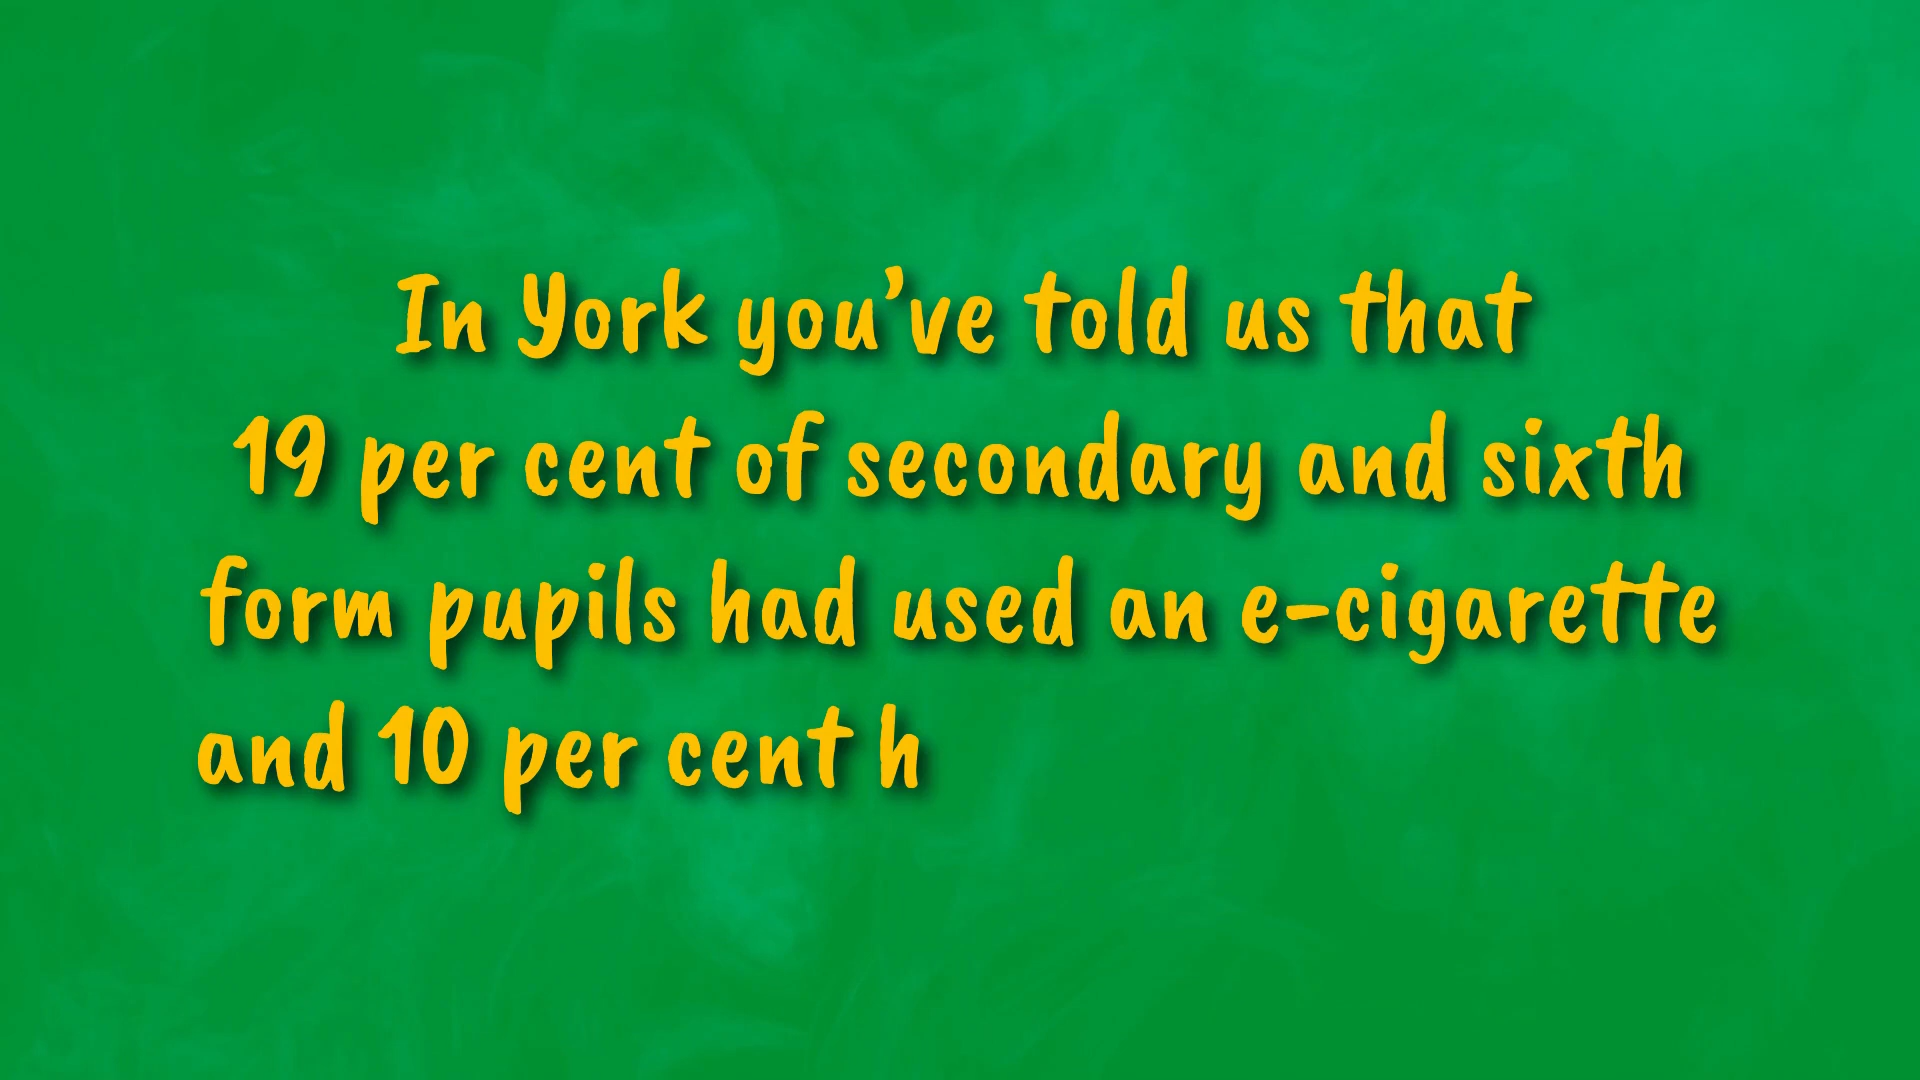 In York you’ve told us that
19 per cent of secondary and sixth
form pupils had used an e-cigarette
and 10 per cent h